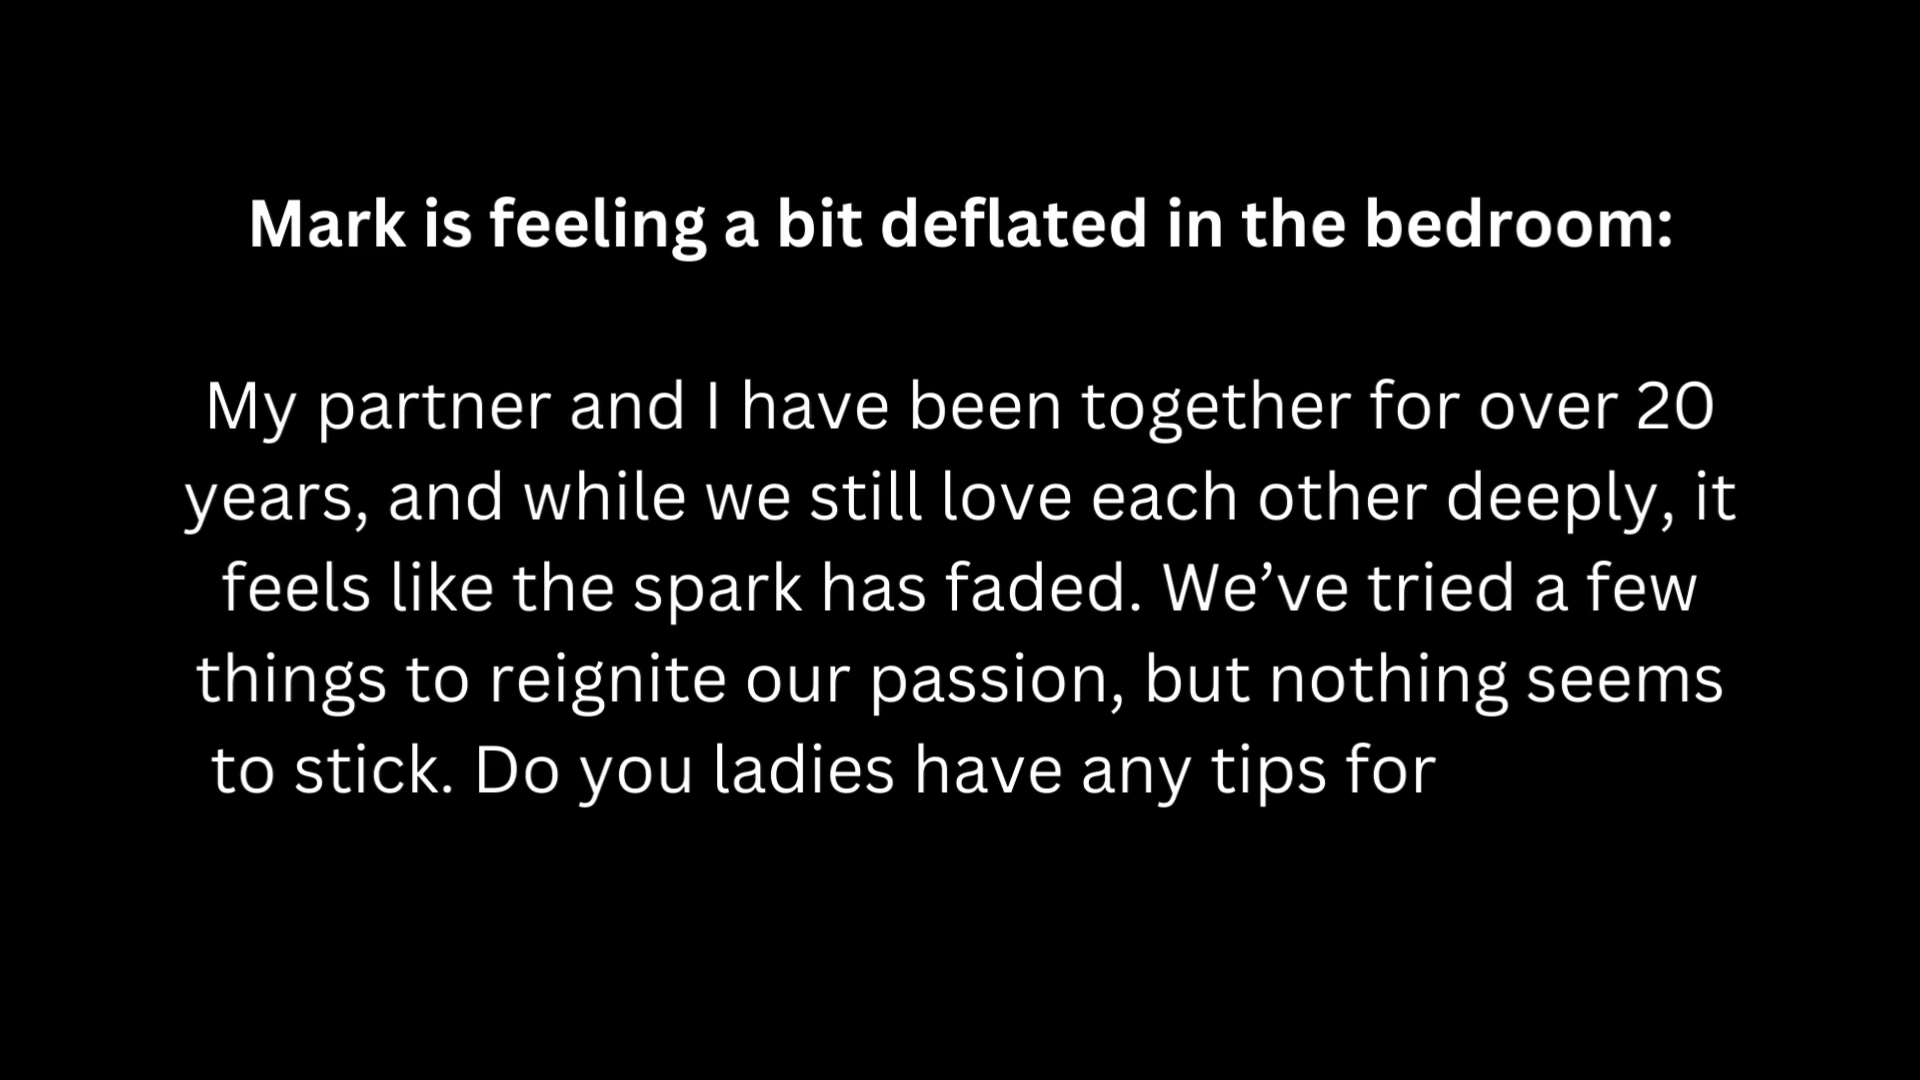 Mark is feeling a bit deflated in the bedroom:
My partner and I have been together for over 20
years, and while we still love each other deeply, it
feels like the spark has faded. We’ve tried a few
things to reignite our passion, but nothing seems
to stick. Do you ladies have any tips for